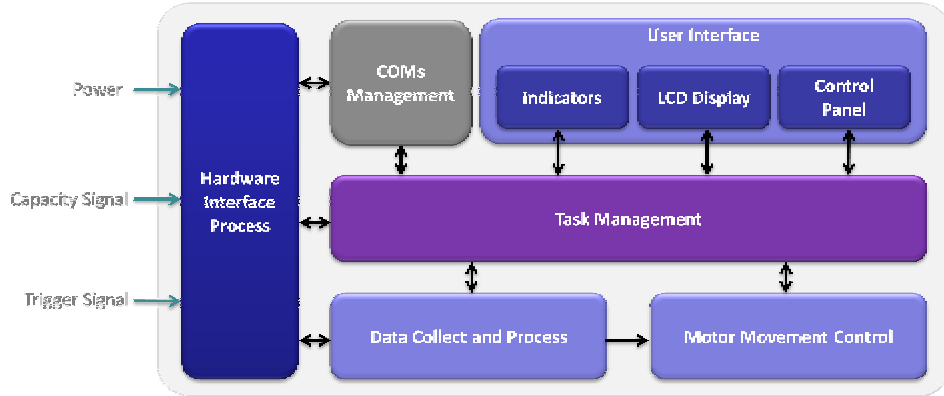 User Interface
COMs
Management
Indicators
LCD Display
Control
Panel
Power
Capacity Signal
Trigger Signal
Hardware
Interface
Process
Task Management
Data Collect and Process
Motor Movement Control